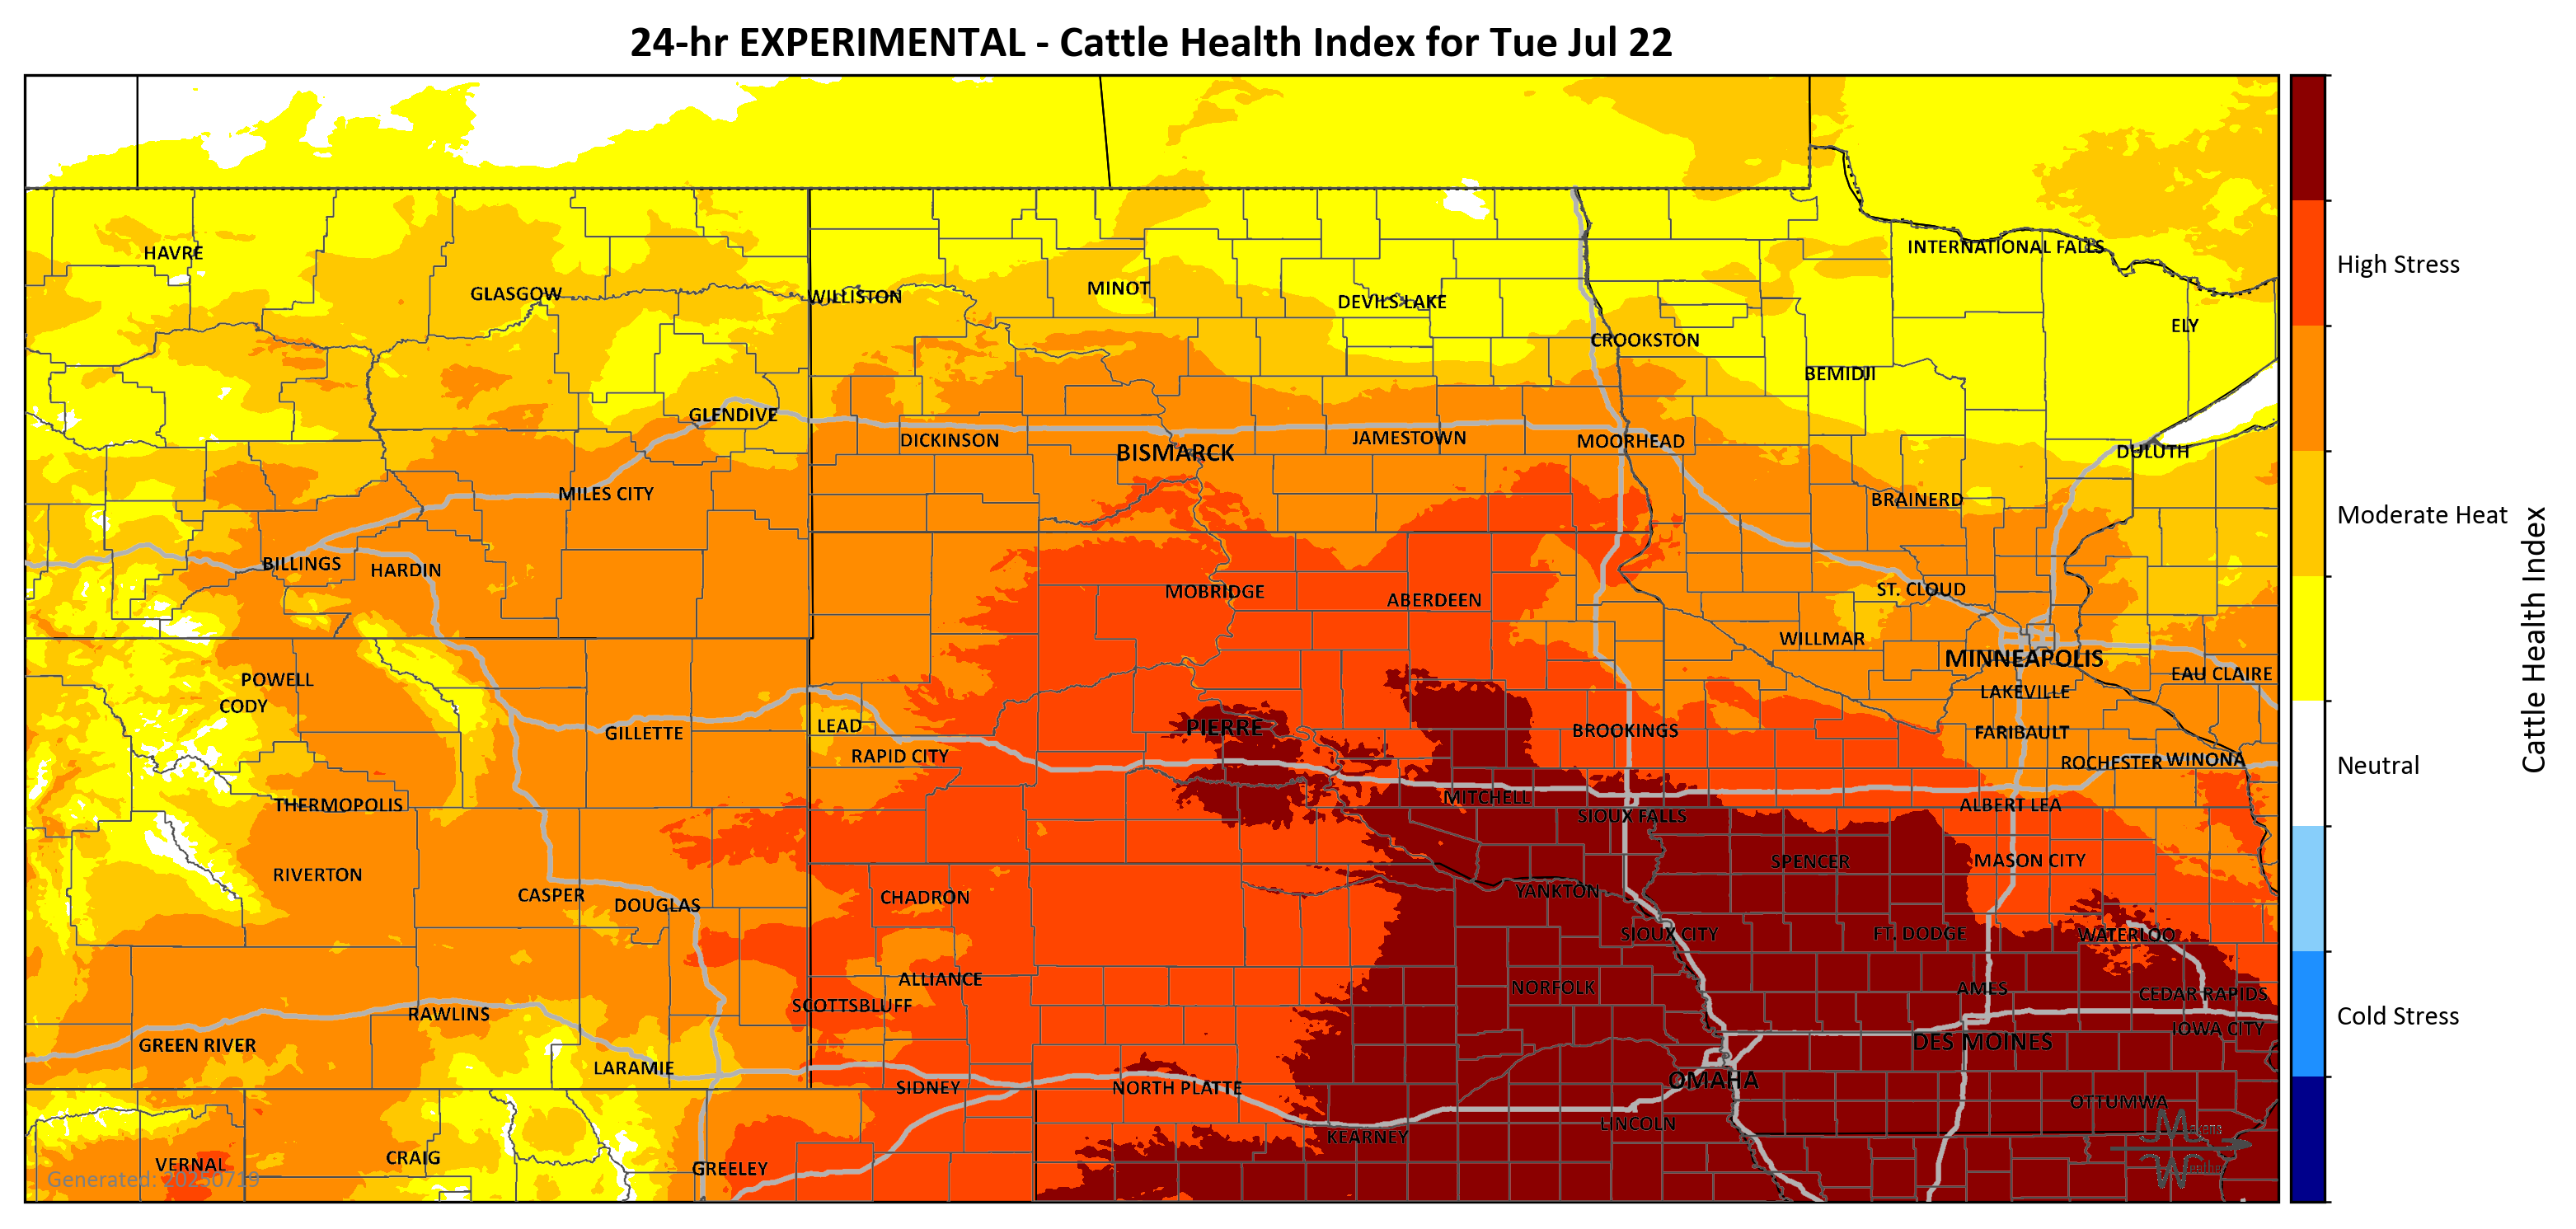 24-hr EXPERIMENTAL - Cattle Health Index for Tue Jul 22
High Stress
Moderate Heat
Neutral
Cold Stress
Cattle Health Index
HAVRE
GLASGOW
WILLISTON
MINOT
DEVILS LAKE
INTERNATIONAL FALLS
CROOKSTON
ELY
BEMIDJI
GLENDIVE
DICKINSON
BISMARCK
JAMESTOWN
MOORHEAD
DULUTH
MILES CITY
BRAINERD
BILLINGS
HARDIN
MOBRIDGE
ABERDEEN
ST. CLOUD
WILLMAR
MINNEAPOLIS
EAU CLAIRE
POWELL
CODY
LAKEVILLE
GILLETTE
LEAD
PIERRE
BROOKINGS
FARIBAULT
RAPID CITY
ROCHESTER
WINONA
THERMOPOLIS
MITCHELL
SIOUX FALLS
ALBERT LEA
RIVERTON
SPENCER
MASON CITY
CASPER
DOUGLAS
CHADRON
YANKTON
SIOUX CITY
FT. DODGE
WATERLOO
ALLIANCE
NORFOLK
AMES
CEDAR RAPIDS
SCOTTSBLUFF
RAWLINS
IOWA CITY
GREEN RIVER
DES MOINES
LARAMIE
SIDNEY
NORTH PLATTE
OMAHA
OTTUMWA
LINCOLN
KEARNEY
VERNAL
CRAIG
GREELEY
Generated: 20250719